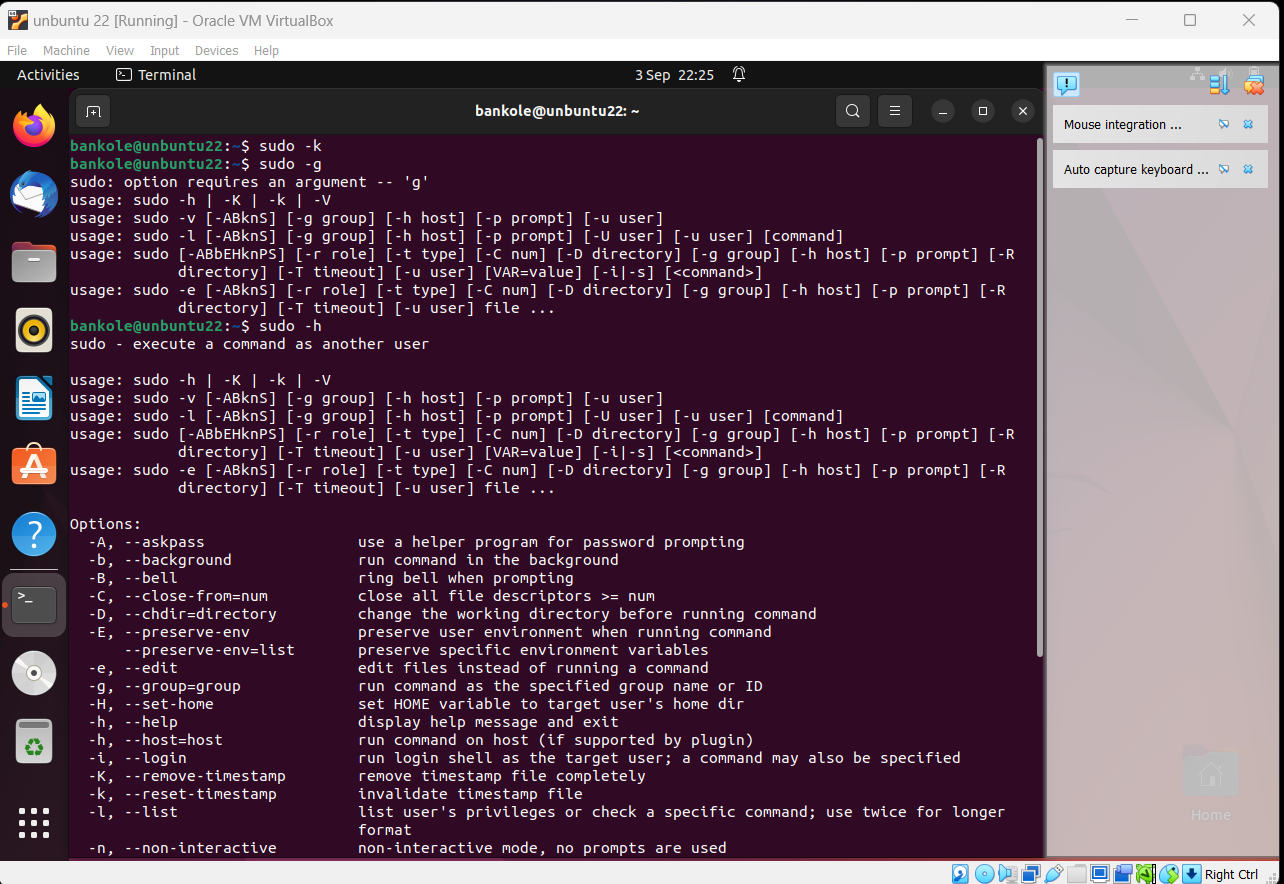 unbuntu 22 [Running] - Oracle VM VirtualBox
File Machine View Input Devices Help
Activities Terminal 3 Sep 22:25
bankole@unbuntu22: ~
Mouse integration ...
Auto capture keyboard ...
bankole@unbuntu22:~$ sudo -k
bankole@unbuntu22:~$ sudo -g
sudo: option requires an argument -- 'g'
usage: sudo -h | -K | -k | -V
usage: sudo -v [-ABknS] [-g group] [-h host] [-p prompt] [-u user]
usage: sudo -l [-ABknS] [-g group] [-h host] [-p prompt] [-U user] [-u user] [command]
usage: sudo [-ABbEHknPS] [-r role] [-t type] [-C num] [-D directory] [-g group] [-h host] [-p prompt] [-R
directory] [-T timeout] [-u user] [VAR=value] [-i|-s] [<command>]
usage: sudo -e [-ABknS] [-r role] [-t type] [-C num] [-D directory] [-g group] [-h host] [-p prompt] [-R
directory] [-T timeout] [-u user] file ...
bankole@unbuntu22:~$ sudo -h
sudo - execute a command as another user
usage: sudo -h | -K | -k | -V
usage: sudo -v [-ABknS] [-g group] [-h host] [-p prompt] [-u user]
usage: sudo -l [-ABknS] [-g group] [-h host] [-p prompt] [-U user] [-u user] [command]
usage: sudo [-ABbEHknPS] [-r role] [-t type] [-C num] [-D directory] [-g group] [-h host] [-p prompt] [-R
directory] [-T timeout] [-u user] [VAR=value] [-i|-s] [<command>]
usage: sudo -e [-ABknS] [-r role] [-t type] [-C num] [-D directory] [-g group] [-h host] [-p prompt] [-R
directory] [-T timeout] [-u user] file ...
Options:
-A, --askpass use a helper program for password prompting
-b, --background run command in the background
-B, --bell ring bell when prompting
-C, --close-from=num close all file descriptors >= num
-D, --chdir=directory change the working directory before running command
-E, --preserve-env preserve user environment when running command
--preserve-env=list preserve specific environment variables
-e, --edit edit files instead of running a command
-g, --group=group run command as the specified group name or ID
-H, --set-home set HOME variable to target user's home dir
-h, --help display help message and exit
-h, --host=host run command on host (if supported by plugin)
-i, --login run login shell as the target user; a command may also be specified
-K, --remove-timestamp remove timestamp file completely
-k, --reset-timestamp invalidate timestamp file
-l, --list list user's privileges or check a specific command; use twice for longer
format
-n, --non-interactive non-interactive mode, no prompts are used
Home
Right Ctrl